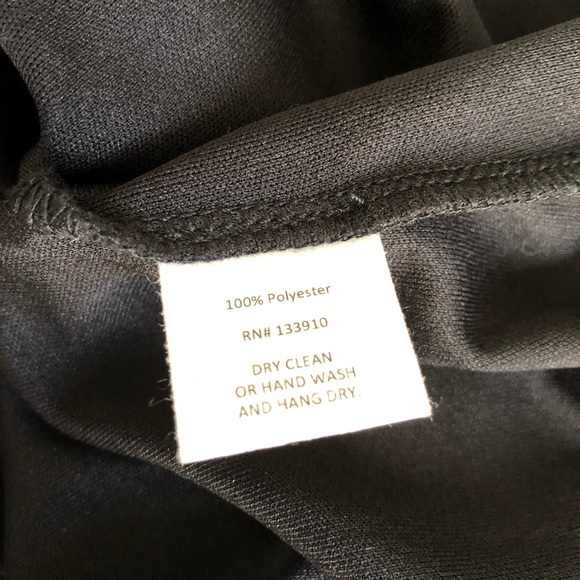 100% Polyester
RN# 133910
DRY CLEAN
OR HAND WASH
AND HANG DRY.